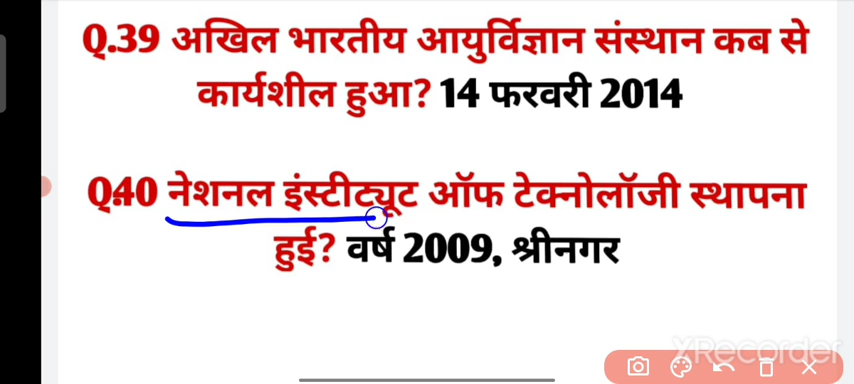 Q.39 अखिल भारतीय आयुर्विज्ञान संस्थान कब से
कार्यशील हुआ? 14 फरवरी 2014
Q.40 नेशनल इंस्टीट्यूट ऑफ टेक्नोलॉजी स्थापना
हुई? वर्ष 2009, श्रीनगर
XRecorder